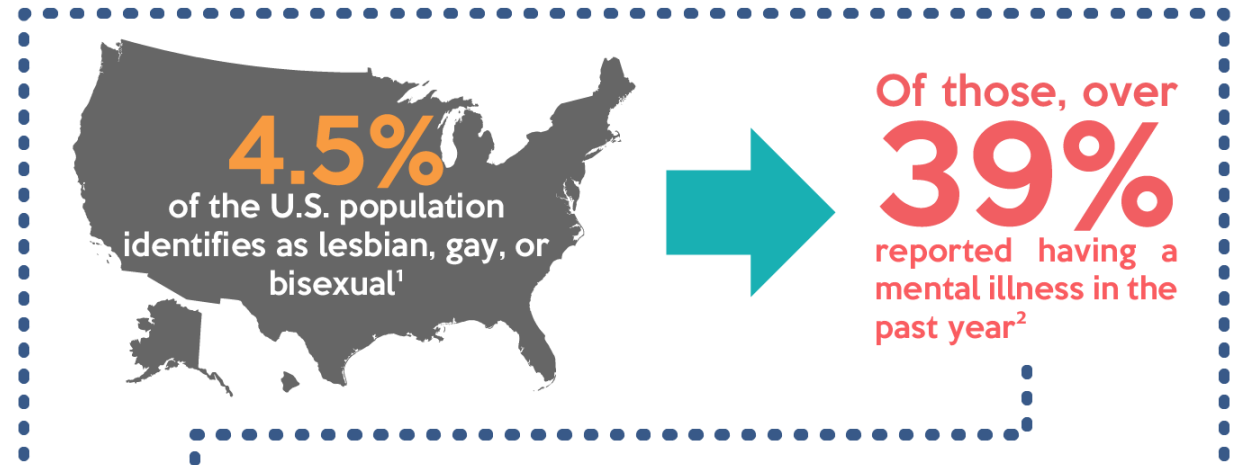 4.5%
of the U.S. population
identifies as lesbian, gay, or
bisexual¹
Of those, over
39%
reported having a
mental illness in the
past year²